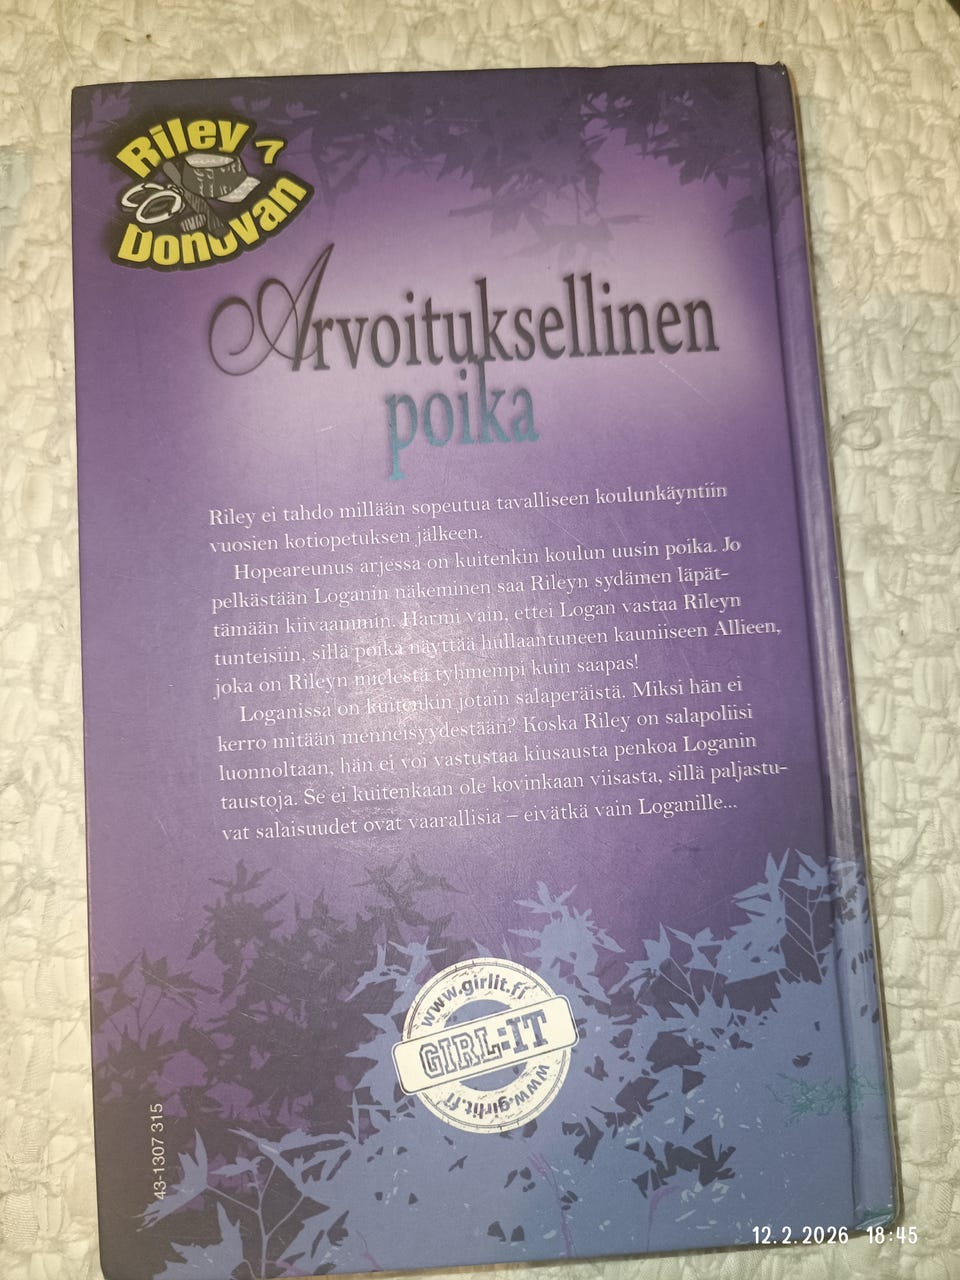 Riley 7
Donovan
Arvoituksellinen
poika
Riley ei tahdo millään sopeutua tavalliseen koulunkäyntiin
vuosien kotiopetuksen jälkeen.
Hopeareunus arjessa on kuitenkin koulun uusin poika. Jo
pelkästään Loganin näkeminen saa Rileyn sydämen läpät-
tämään kiivaammin. Harmi vain, ettei Logan vastaa Rileyn
tunteisiin, sillä poika näyttää hullaantuneen kauniiseen Allieen,
joka on Rileyn mielestä tyhmempi kuin saapas!
Loganissa on kuitenkin jotain salaperäistä. Miksi hän ei
kerro mitään menneisyydestään? Koska Riley on salapoliisi
luonnoltaan, hän ei voi vastustaa kiusausta penkoa Loganin
taustoja. Se ei kuitenkaan ole kovinkaan viisasta, sillä paljastu-
vat salaisuudet ovat vaarallisia – eivätkä vain Loganille...
www.girlit.fi
GIRL:IT
www.girlit.fi
43-1307 315
12.2.2026 18:45